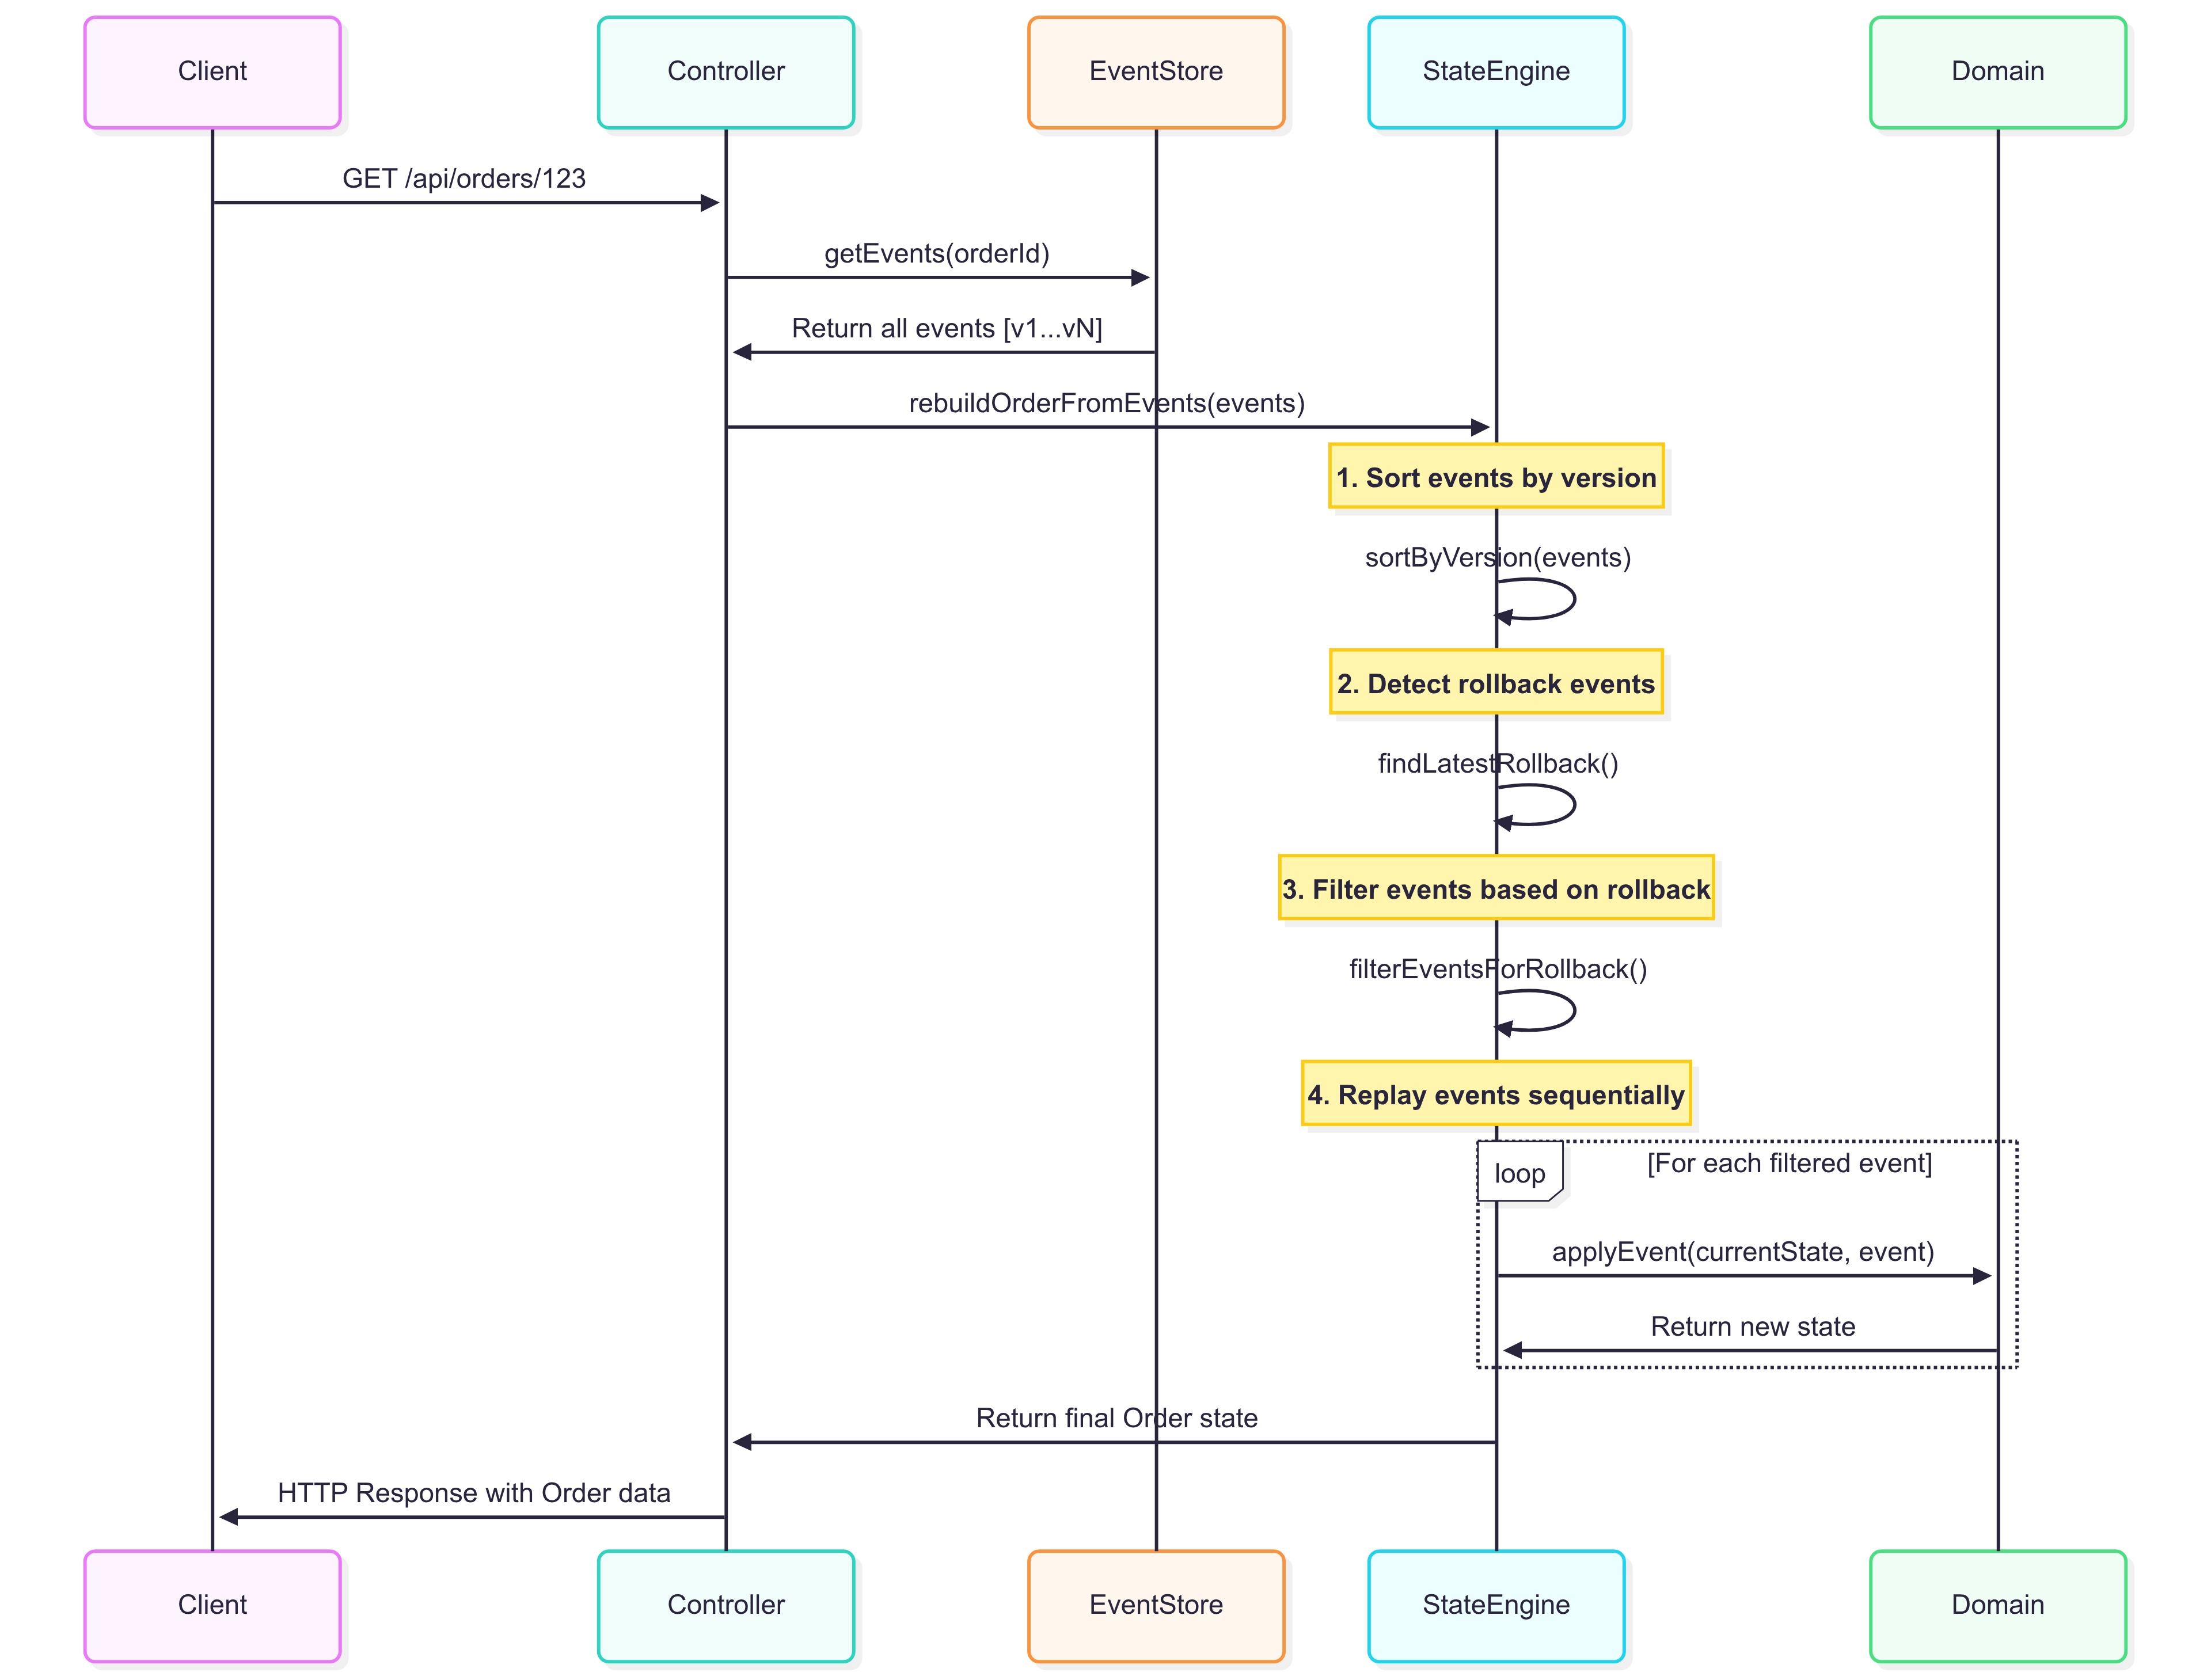 Client
Controller
EventStore
StateEngine
Domain
GET /api/orders/123
getEvents(orderId)
Return all events [v1...vN]
rebuildOrderFromEvents(events)
1. Sort events by version
sortByVersion(events)
2. Detect rollback events
findLatestRollback()
3. Filter events based on rollback
filterEventsForRollback()
4. Replay events sequentially
loop
[For each filtered event]
applyEvent(currentState, event)
Return new state
Return final Order state
HTTP Response with Order data
Client
Controller
EventStore
StateEngine
Domain